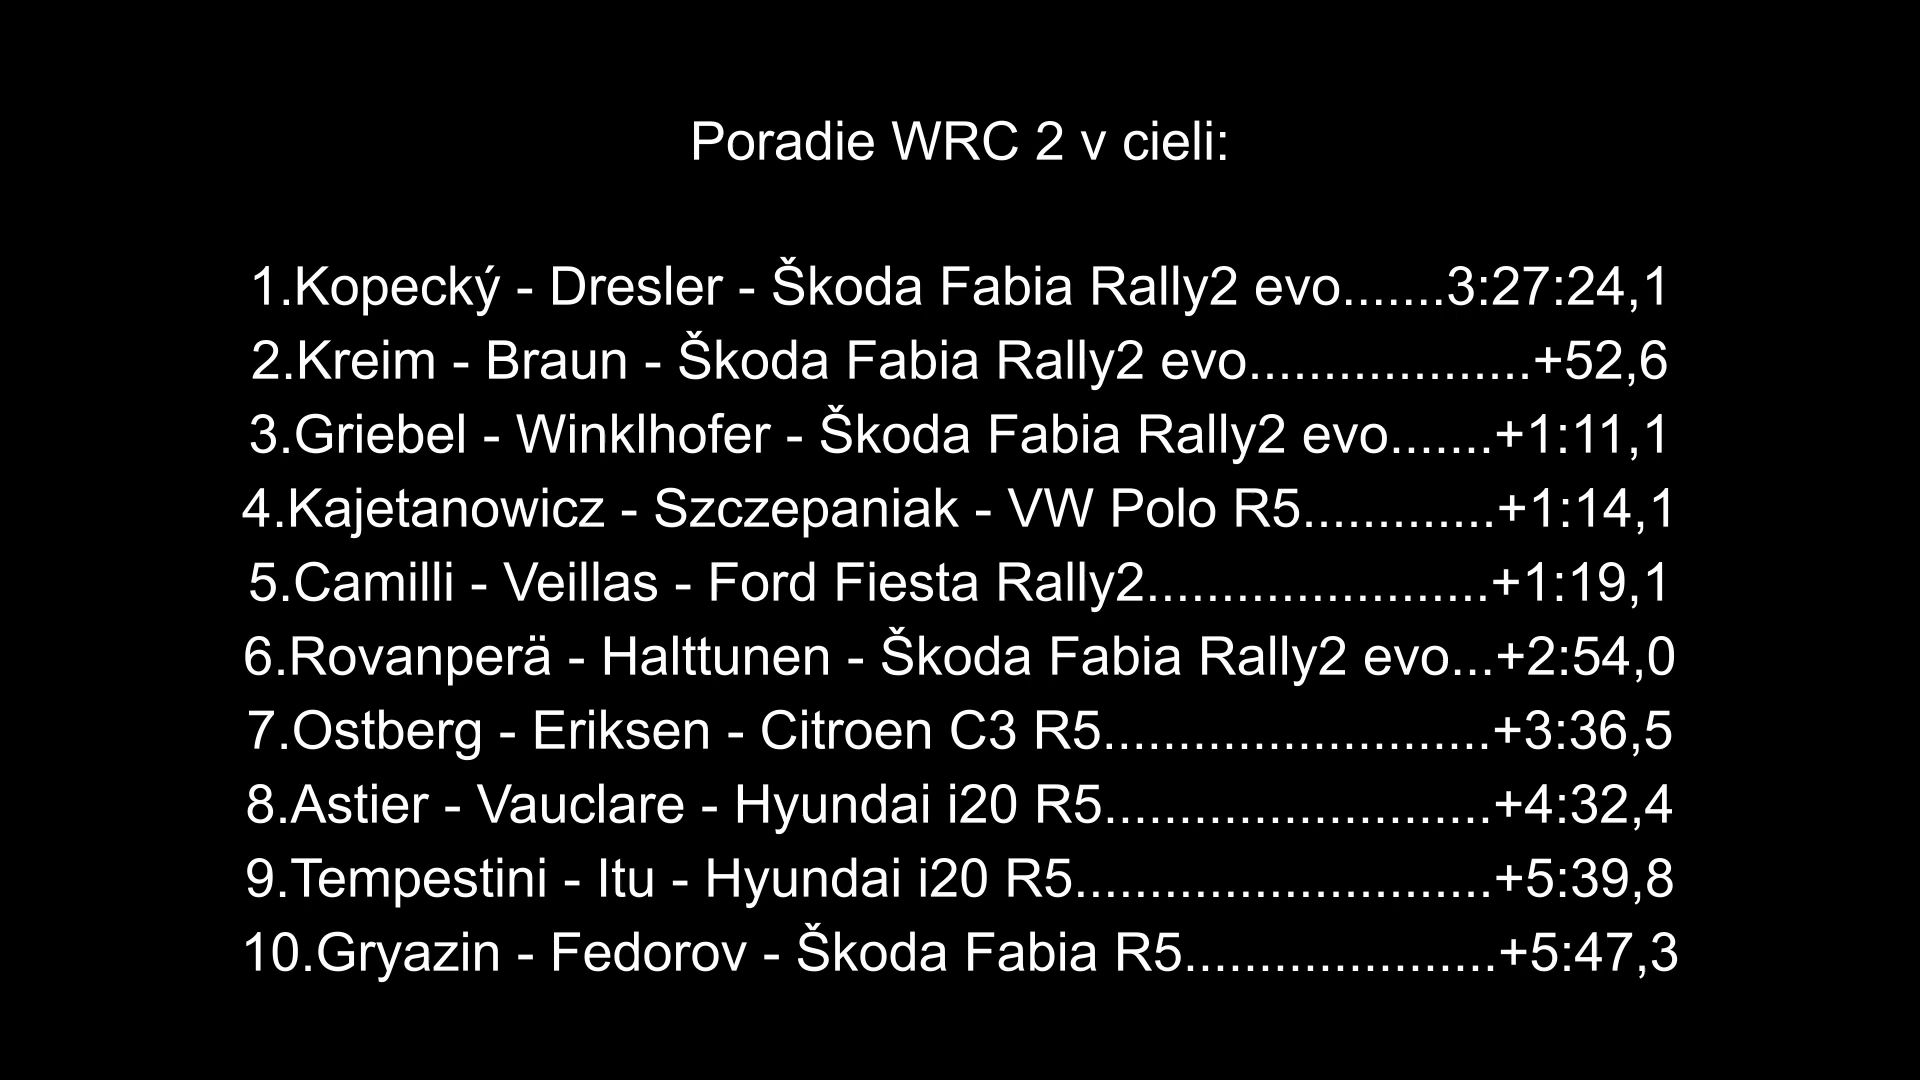 Poradie WRC 2 v cieli:
1.Kopecký - Dresler - Škoda Fabia Rally2 evo.......3:27:24,1
2.Kreim - Braun - Škoda Fabia Rally2 evo...................+52,6
3.Griebel - Winklhofer - Škoda Fabia Rally2 evo.......+1:11,1
4.Kajetanowicz - Szczepaniak - VW Polo R5.............+1:14,1
5.Camilli - Veillas - Ford Fiesta Rally2.......................+1:19,1
6.Rovanperä - Halttunen - Škoda Fabia Rally2 evo...+2:54,0
7.Ostberg - Eriksen - Citroen C3 R5..........................+3:36,5
8.Astier - Vauclare - Hyundai i20 R5..........................+4:32,4
9.Tempestini - Itu - Hyundai i20 R5............................+5:39,8
10.Gryazin - Fedorov - Škoda Fabia R5.....................+5:47,3